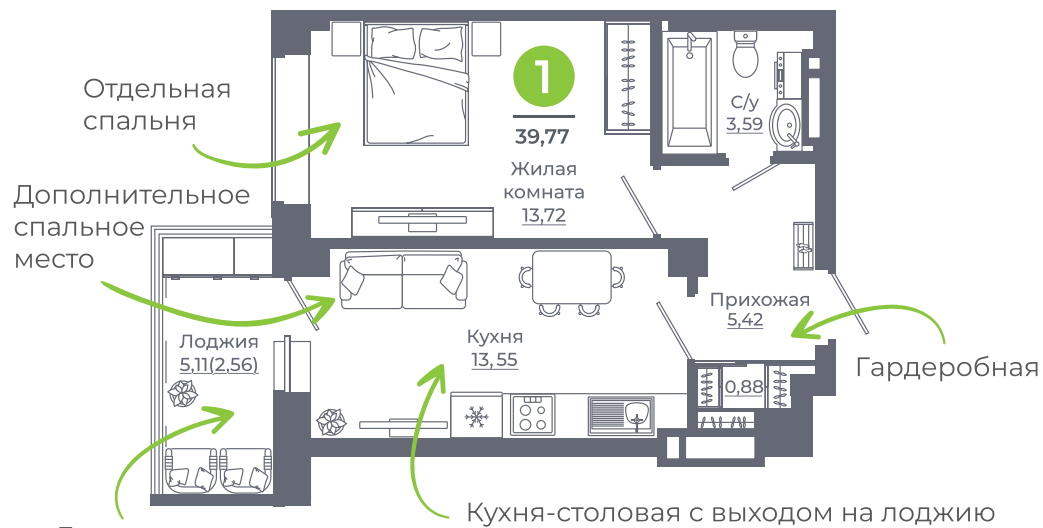 Отдельная
спальня
1
39,77
Жилая
комната
13,72
С/у
3,59
Дополнительное
спальное
место
Прихожая
5,42
Лоджия
5,11(2,56)
Кухня
13,55
Гардеробная
0,88
Кухня-столовая с выходом на лоджию